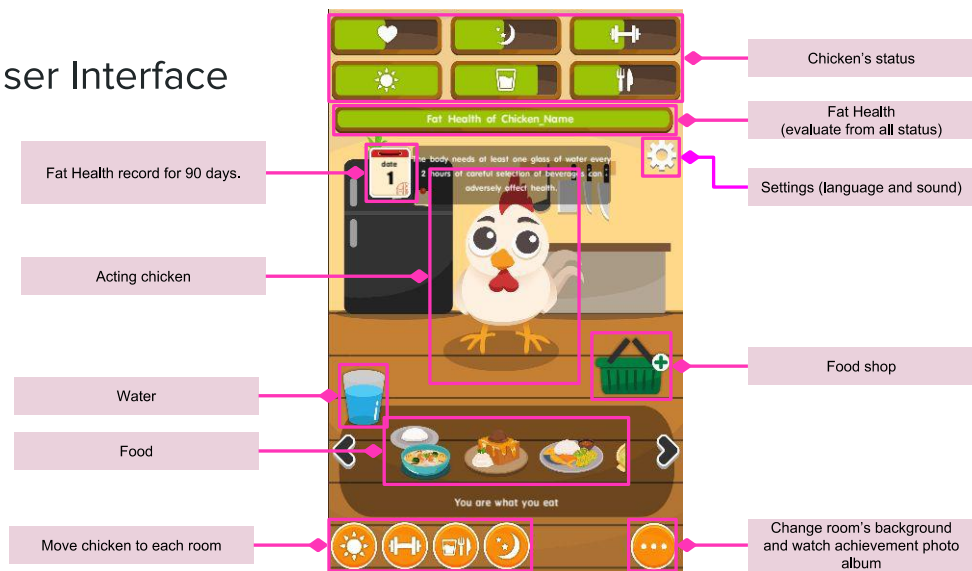 ser Interface
Chicken's status
Fat Health of Chicken_Name
Fat Health
(evaluate from all status)
Fat Health record for 90 days.
date
1
The body needs at least one glass of water every
2 hours of careful selection of beverages can
adversely affect health.
Settings (language and sound)
Acting chicken
Food shop
Water
Food
You are what you eat
Move chicken to each room
Change room's background
and watch achievement photo
album